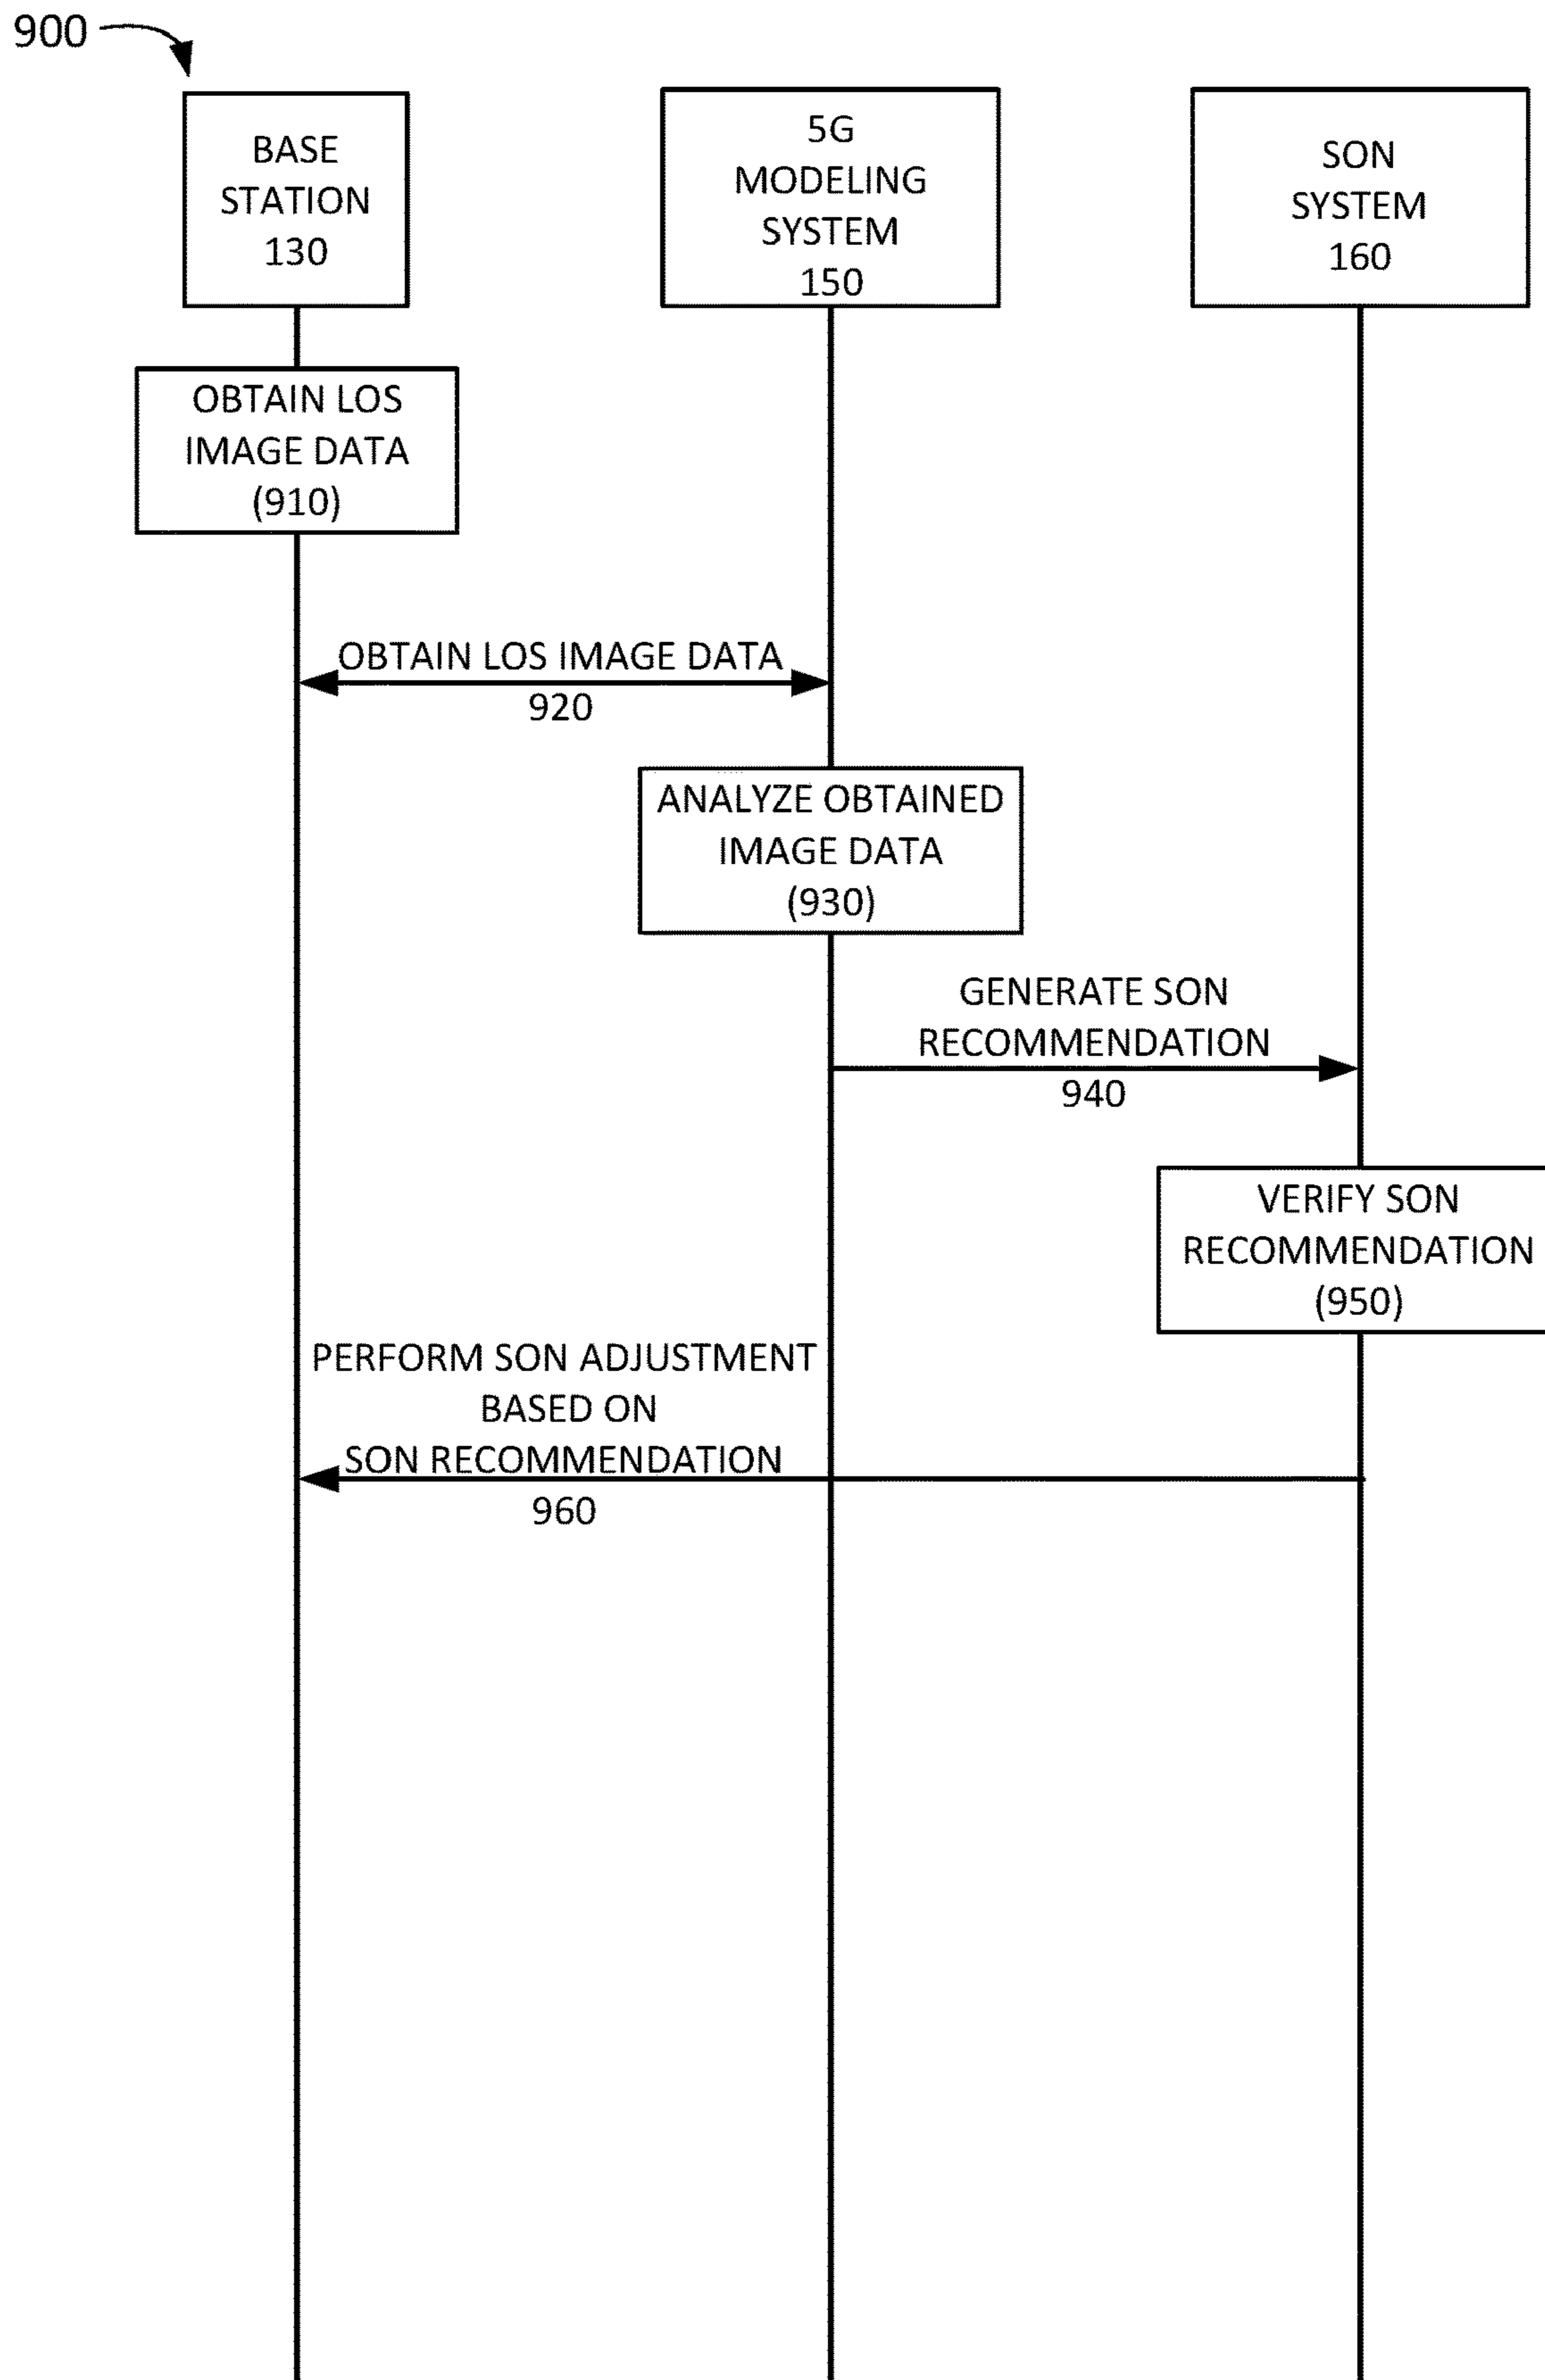 900
BASE
STATION
130
5G
MODELING
SYSTEM
150
SON
SYSTEM
160
OBTAIN LOS
IMAGE DATA
(910)
OBTAIN LOS IMAGE DATA
920
ANALYZE OBTAINED
IMAGE DATA
(930)
GENERATE SON
RECOMMENDATION
940
VERIFY SON
RECOMMENDATION
(950)
PERFORM SON ADJUSTMENT
BASED ON
SON RECOMMENDATION
960